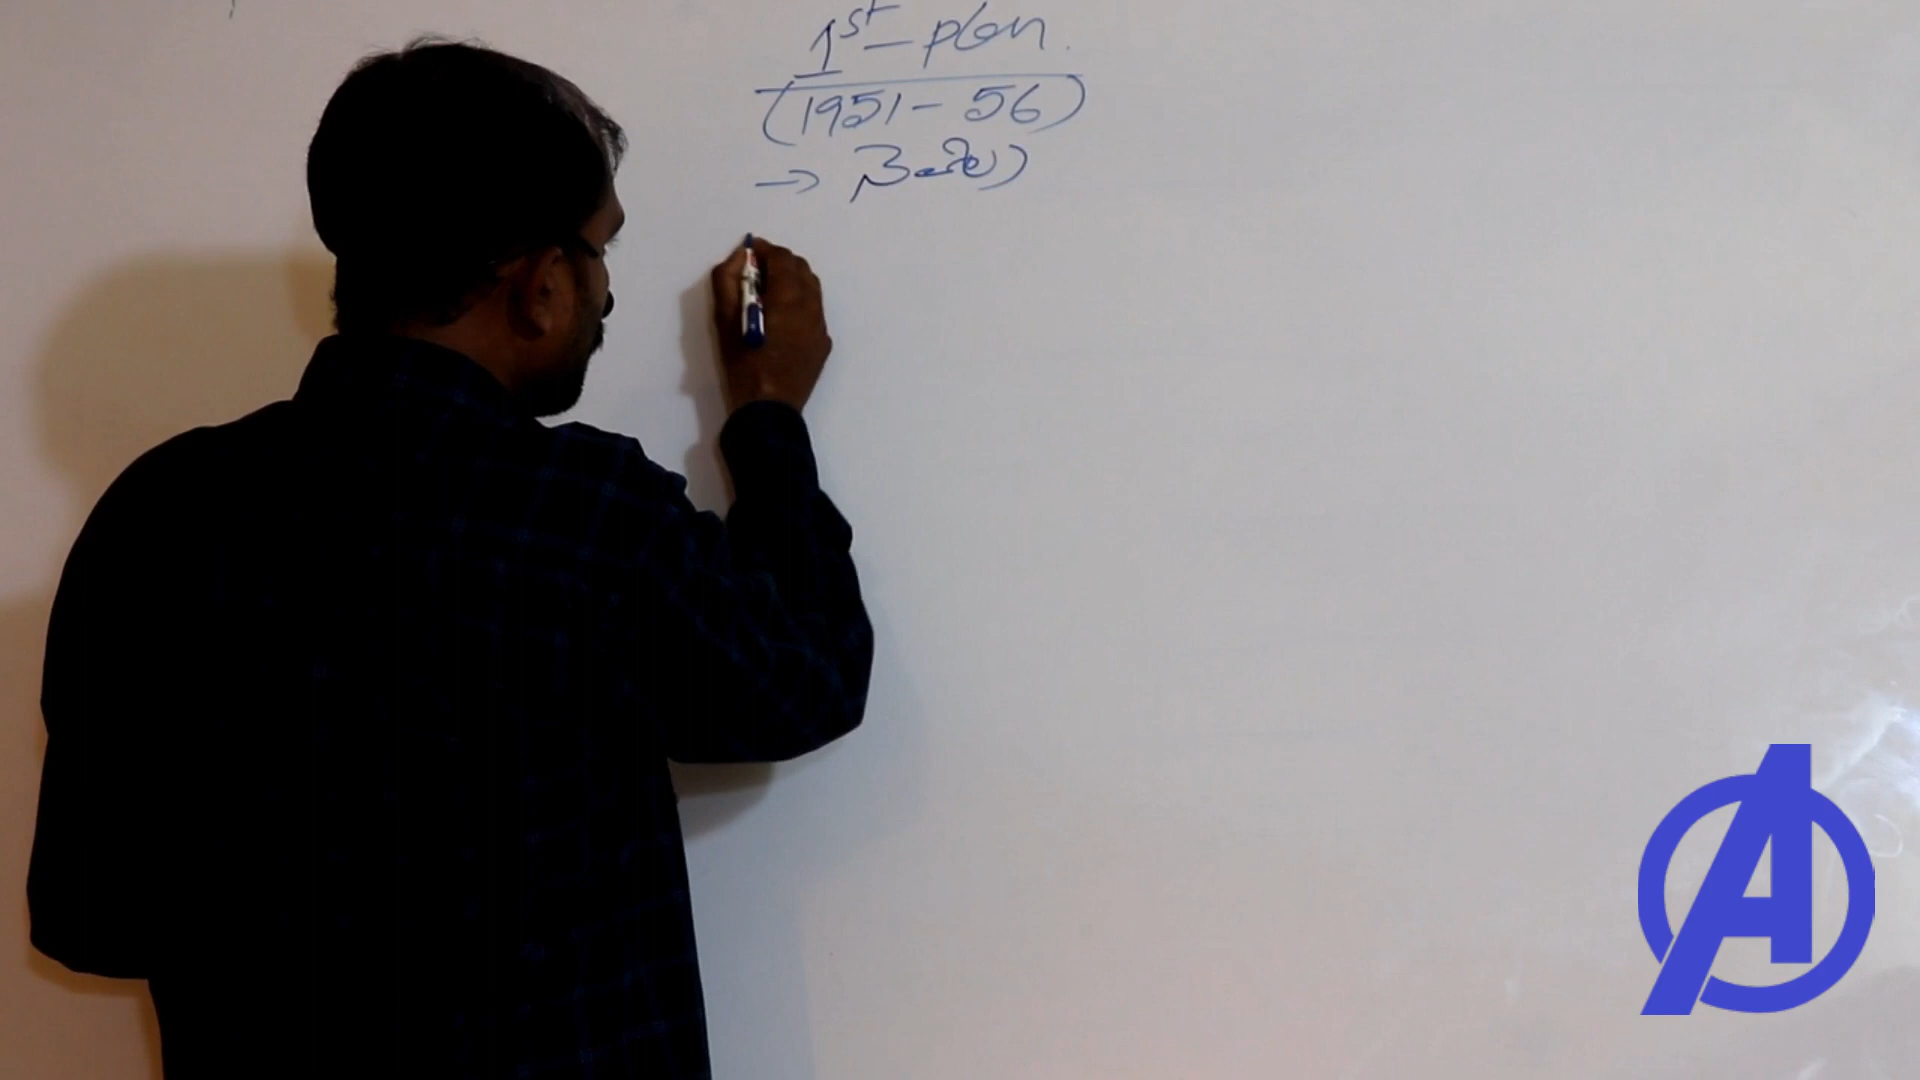 1st - plan.
(1951 - 56)
→